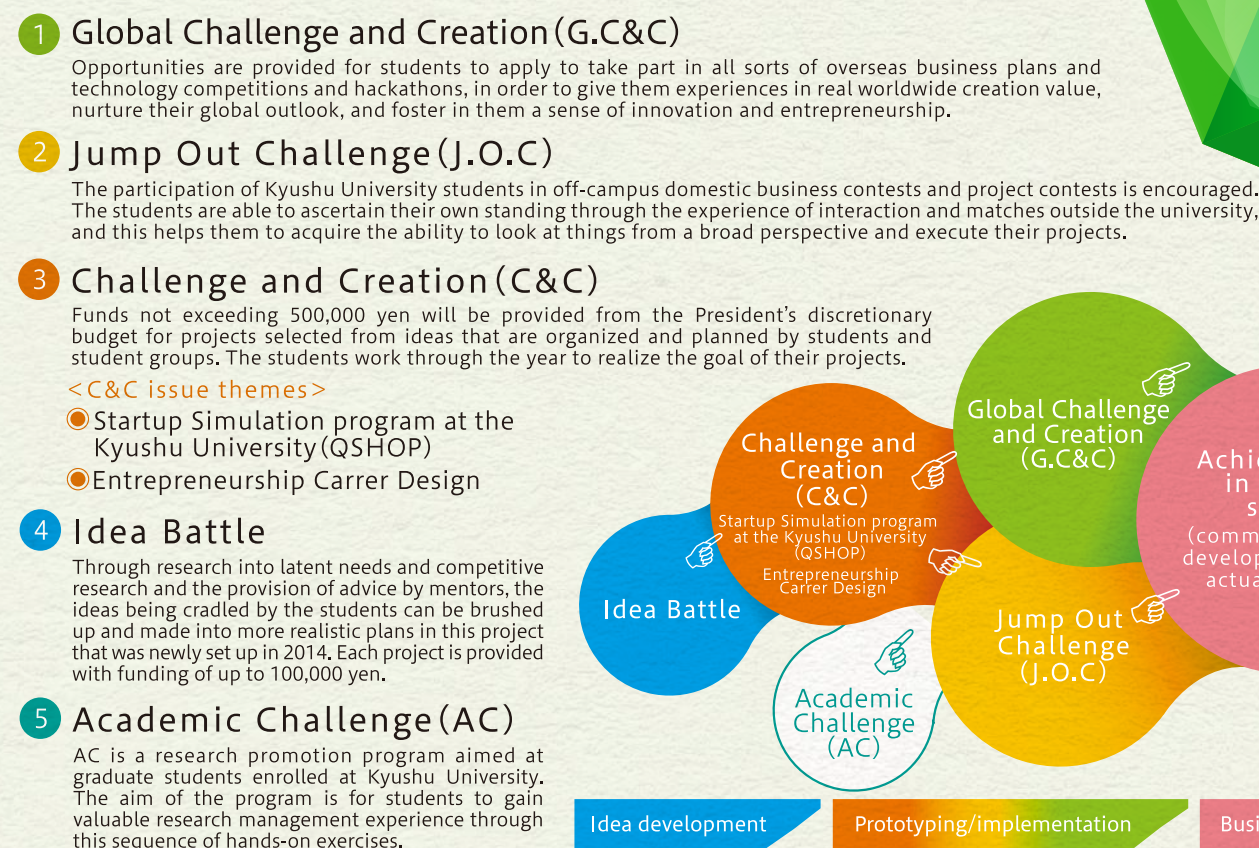 1 Global Challenge and Creation(G.C&C)
Opportunities are provided for students to apply to take part in all sorts of overseas business plans and
technology competitions and hackathons, in order to give them experiences in real worldwide creation value,
nurture their global outlook, and foster in them a sense of innovation and entrepreneurship.
2 Jump Out Challenge(J.O.C)
The participation of Kyushu University students in off-campus domestic business contests and project contests is encouraged.
The students are able to ascertain their own standing through the experience of interaction and matches outside the university,
and this helps them to acquire the ability to look at things from a broad perspective and execute their projects.
3 Challenge and Creation(C&C)
Funds not exceeding 500,000 yen will be provided from the President's discretionary
budget for projects selected from ideas that are organized and planned by students and
student groups. The students work through the year to realize the goal of their projects.
<C&C issue themes>
Startup Simulation program at the
Kyushu University(QSHOP)
Entrepreneurship Carrer Design
4 Idea Battle
Through research into latent needs and competitive
research and the provision of advice by mentors, the
ideas being cradled by the students can be brushed
up and made into more realistic plans in this project
that was newly set up in 2014. Each project is provided
with funding of up to 100,000 yen.
5 Academic Challenge(AC)
AC is a research promotion program aimed at
graduate students enrolled at Kyushu University.
The aim of the program is for students to gain
valuable research management experience through
this sequence of hands-on exercises.
Idea Battle
Challenge and
Creation
(C&C)
Startup Simulation program
at the Kyushu University
(QSHOP)
Entrepreneurship
Carrer Design
Academic
Challenge
(AC)
Global Challenge
and Creation
(G.C&C)
Jump Out
Challenge
(J.O.C)
in
Idea development
Prototyping/implementation